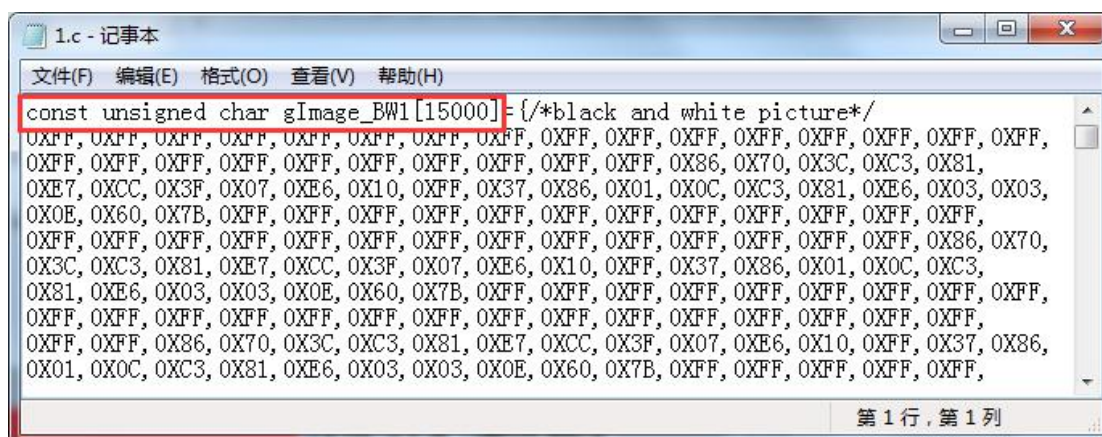 1.c - 记事本
文件(F) 编辑(E) 格式(O) 查看(V) 帮助(H)
const unsigned char gImage_BW1[15000]={/*black and white picture*/
0XFF,0XFF,0XFF,0XFF,0XFF,0XFF,0XFF,0XFF,0XFF,0XFF,0XFF,0XFF,0XFF,0XFF,0XFF,0XFF,
0XFF,0XFF,0XFF,0XFF,0XFF,0XFF,0XFF,0XFF,0XFF,0XFF,0X86,0X70,0X3C,0XC3,0X81,
0XE7,0XCC,0X3F,0X07,0XE6,0X10,0XFF,0X37,0X86,0X01,0X0C,0XC3,0X81,0XE6,0X03,0X03,
0X0E,0X60,0X7B,0XFF,0XFF,0XFF,0XFF,0XFF,0XFF,0XFF,0XFF,0XFF,0XFF,0XFF,
0XFF,0XFF,0XFF,0XFF,0XFF,0XFF,0XFF,0XFF,0XFF,0XFF,0XFF,0XFF,0XFF,0XFF,0X86,0X70,
0X3C,0XC3,0X81,0XE7,0XCC,0X3F,0X07,0XE6,0X10,0XFF,0X37,0X86,0X01,0X0C,0XC3,
0X81,0XE6,0X03,0X03,0X0E,0X60,0X7B,0XFF,0XFF,0XFF,0XFF,0XFF,0XFF,0XFF,0XFF,0XFF,
0XFF,0XFF,0XFF,0XFF,0XFF,0XFF,0XFF,0XFF,0XFF,0XFF,0XFF,0XFF,0XFF,0XFF,0XFF,
0XFF,0XFF,0X86,0X70,0X3C,0XC3,0X81,0XE7,0XCC,0X3F,0X07,0XE6,0X10,0XFF,0X37,0X86,
0X01,0X0C,0XC3,0X81,0XE6,0X03,0X03,0X0E,0X60,0X7B,0XFF,0XFF,0XFF,0XFF,0XFF,
第 1 行，第 1 列